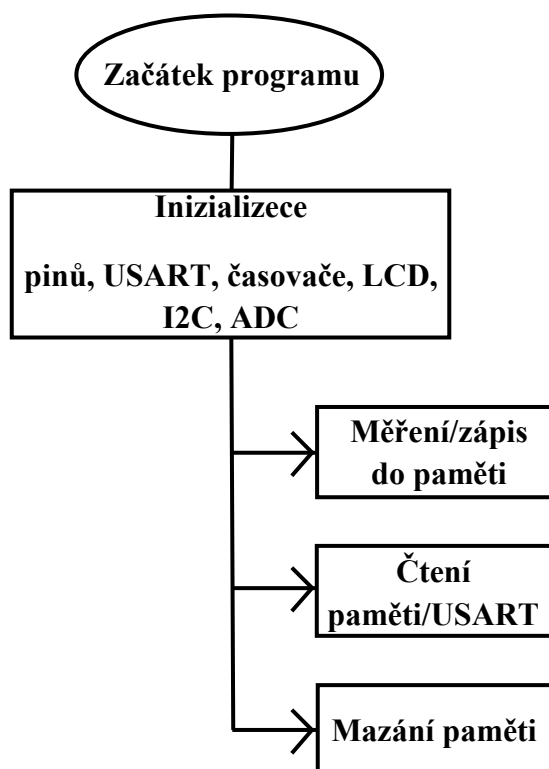 Začátek programu
Inizializece
pinů, USART, časovače, LCD,
I2C, ADC
Měření/zápis
do paměti
Čtení
paměti/USART
Mazání paměti